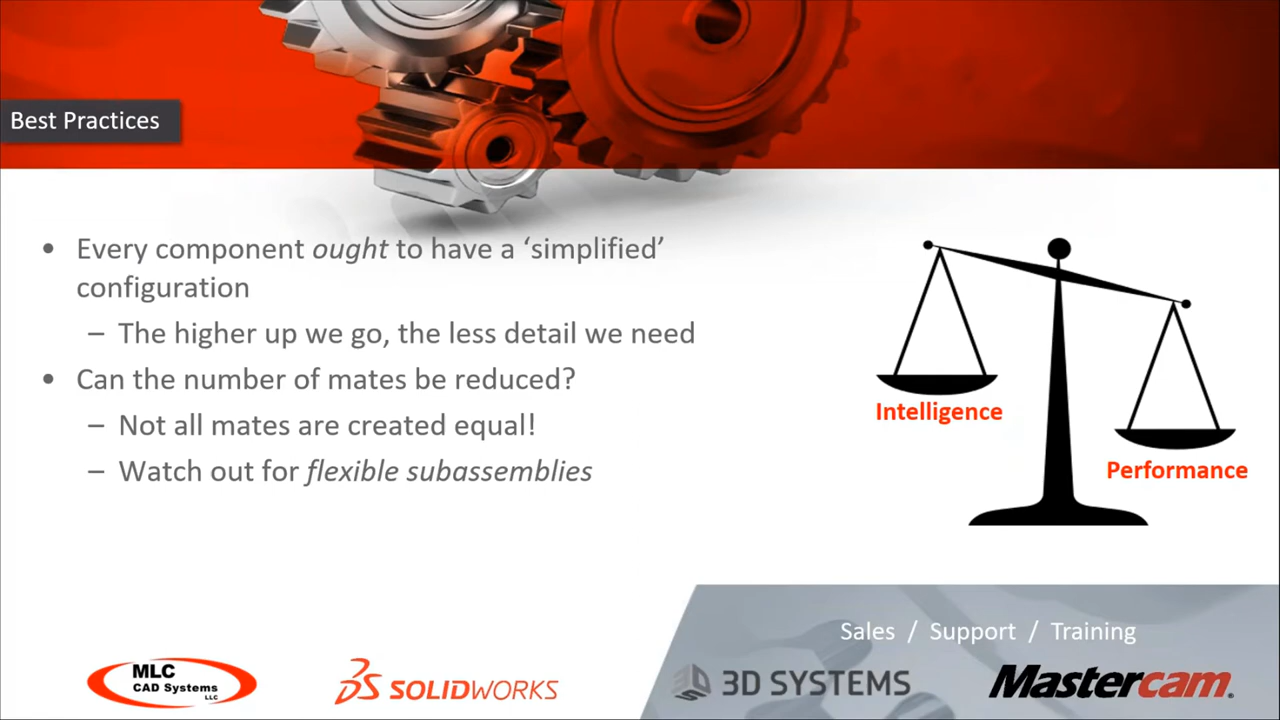 Best Practices
• Every component ought to have a ‘simplified’
configuration
– The higher up we go, the less detail we need
• Can the number of mates be reduced?
– Not all mates are created equal!
– Watch out for flexible subassemblies
Intelligence
Performance
Sales / Support / Training
MLC
CAD Systems
LLC
3DS SOLIDWORKS
3D SYSTEMS
Mastercam.